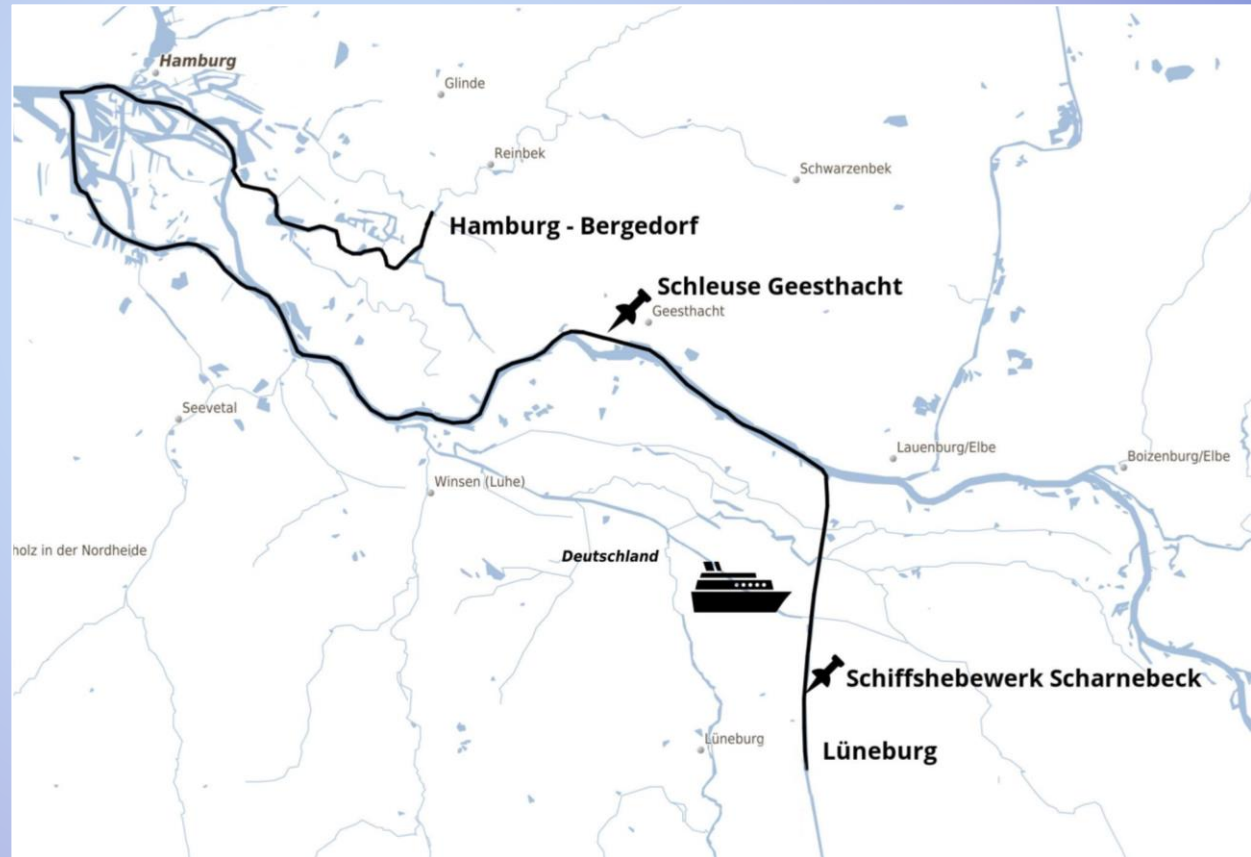 Hamburg
Glinde
Reinbek
Schwarzenbek
Hamburg - Bergedorf
Schleuse Geesthacht
Geesthacht
Seevetal
Lauenburg/Elbe
Boizenburg/Elbe
Winsen (Luhe)
holz in der Nordheide
Deutschland
Schiffshebewerk Scharnebeck
Lüneburg
Lüneburg